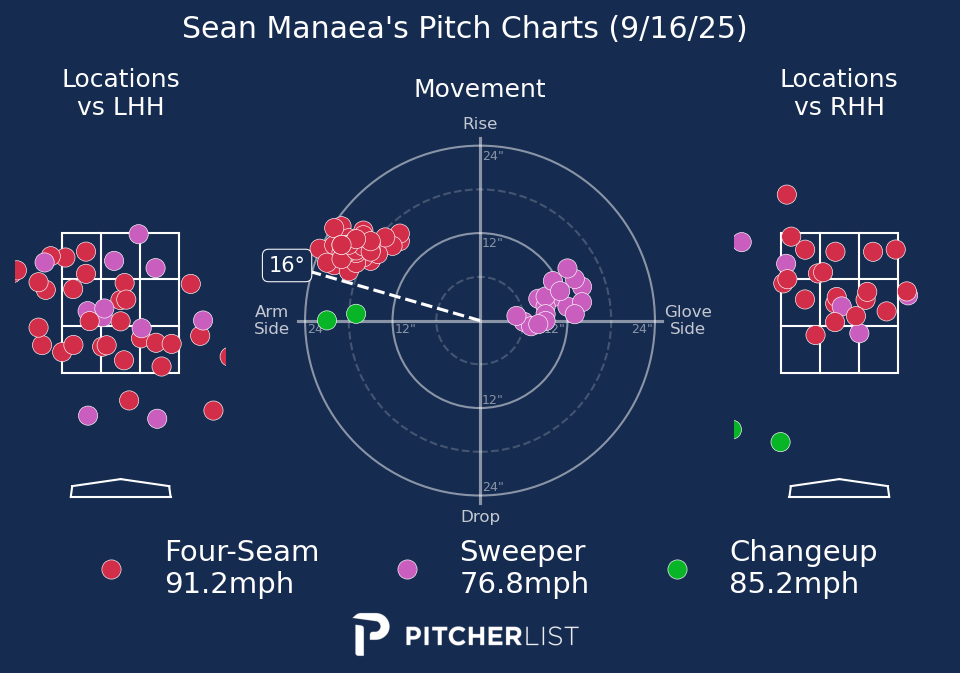 Sean Manaea's Pitch Charts (9/16/25)
Locations
vs LHH
Movement
Locations
vs RHH
Rise
24"
12"
16°
Arm
Side
24"
12"
12"
24"
Glove
Side
12"
24"
Drop
Four-Seam
91.2mph
Sweeper
76.8mph
Changeup
85.2mph
PITCHERLIST